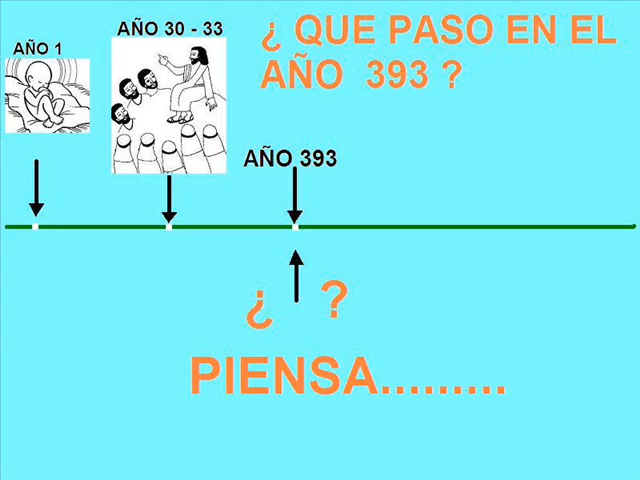 AÑO 1
AÑO 30 - 33
¿ QUE PASO EN EL
AÑO 393 ?
AÑO 393
¿ ?
PIENSA.........